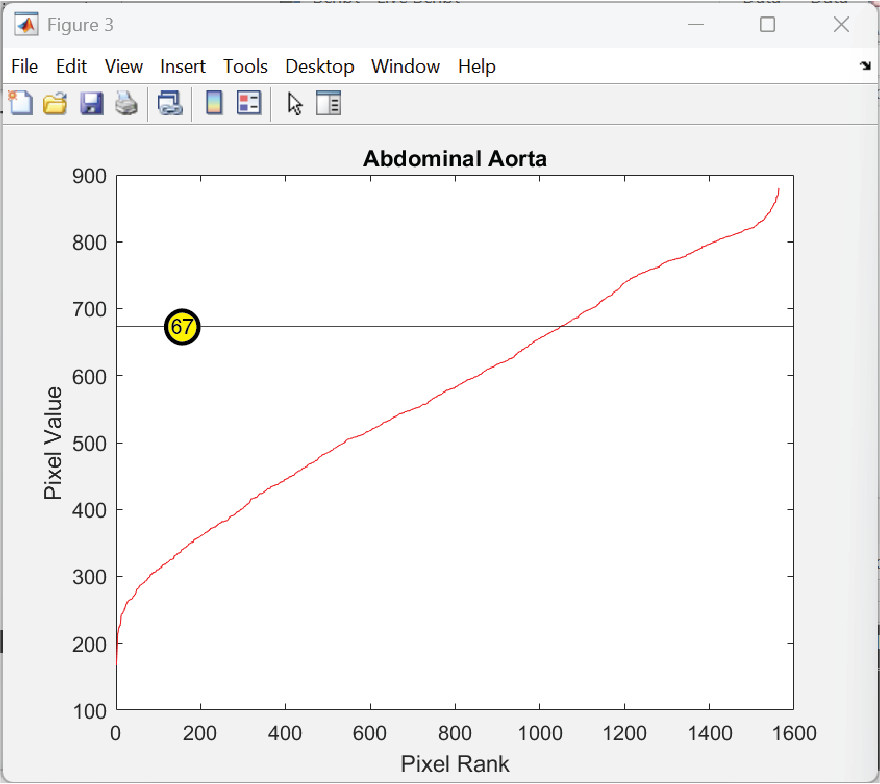 Figure 3
File Edit View Insert Tools Desktop Window Help
Abdominal Aorta
900
800
700
67
600
500
400
300
200
100
Pixel Value
0 200 400 600 800 1000 1200 1400 1600
Pixel Rank